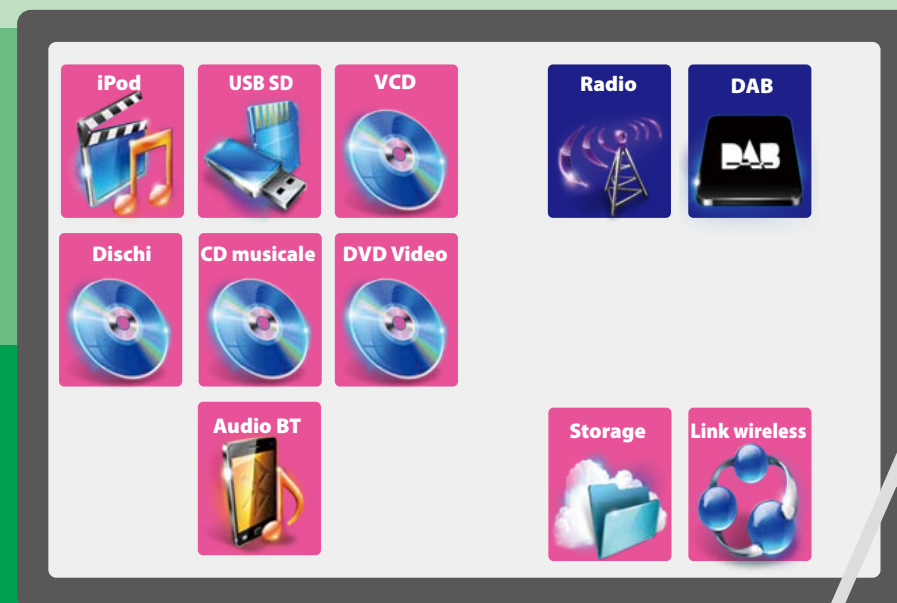 iPod
USB SD
VCD
Radio
DAB
DAB
Dischi
CD musicale
DVD Video
Audio BT
Storage
Link wireless